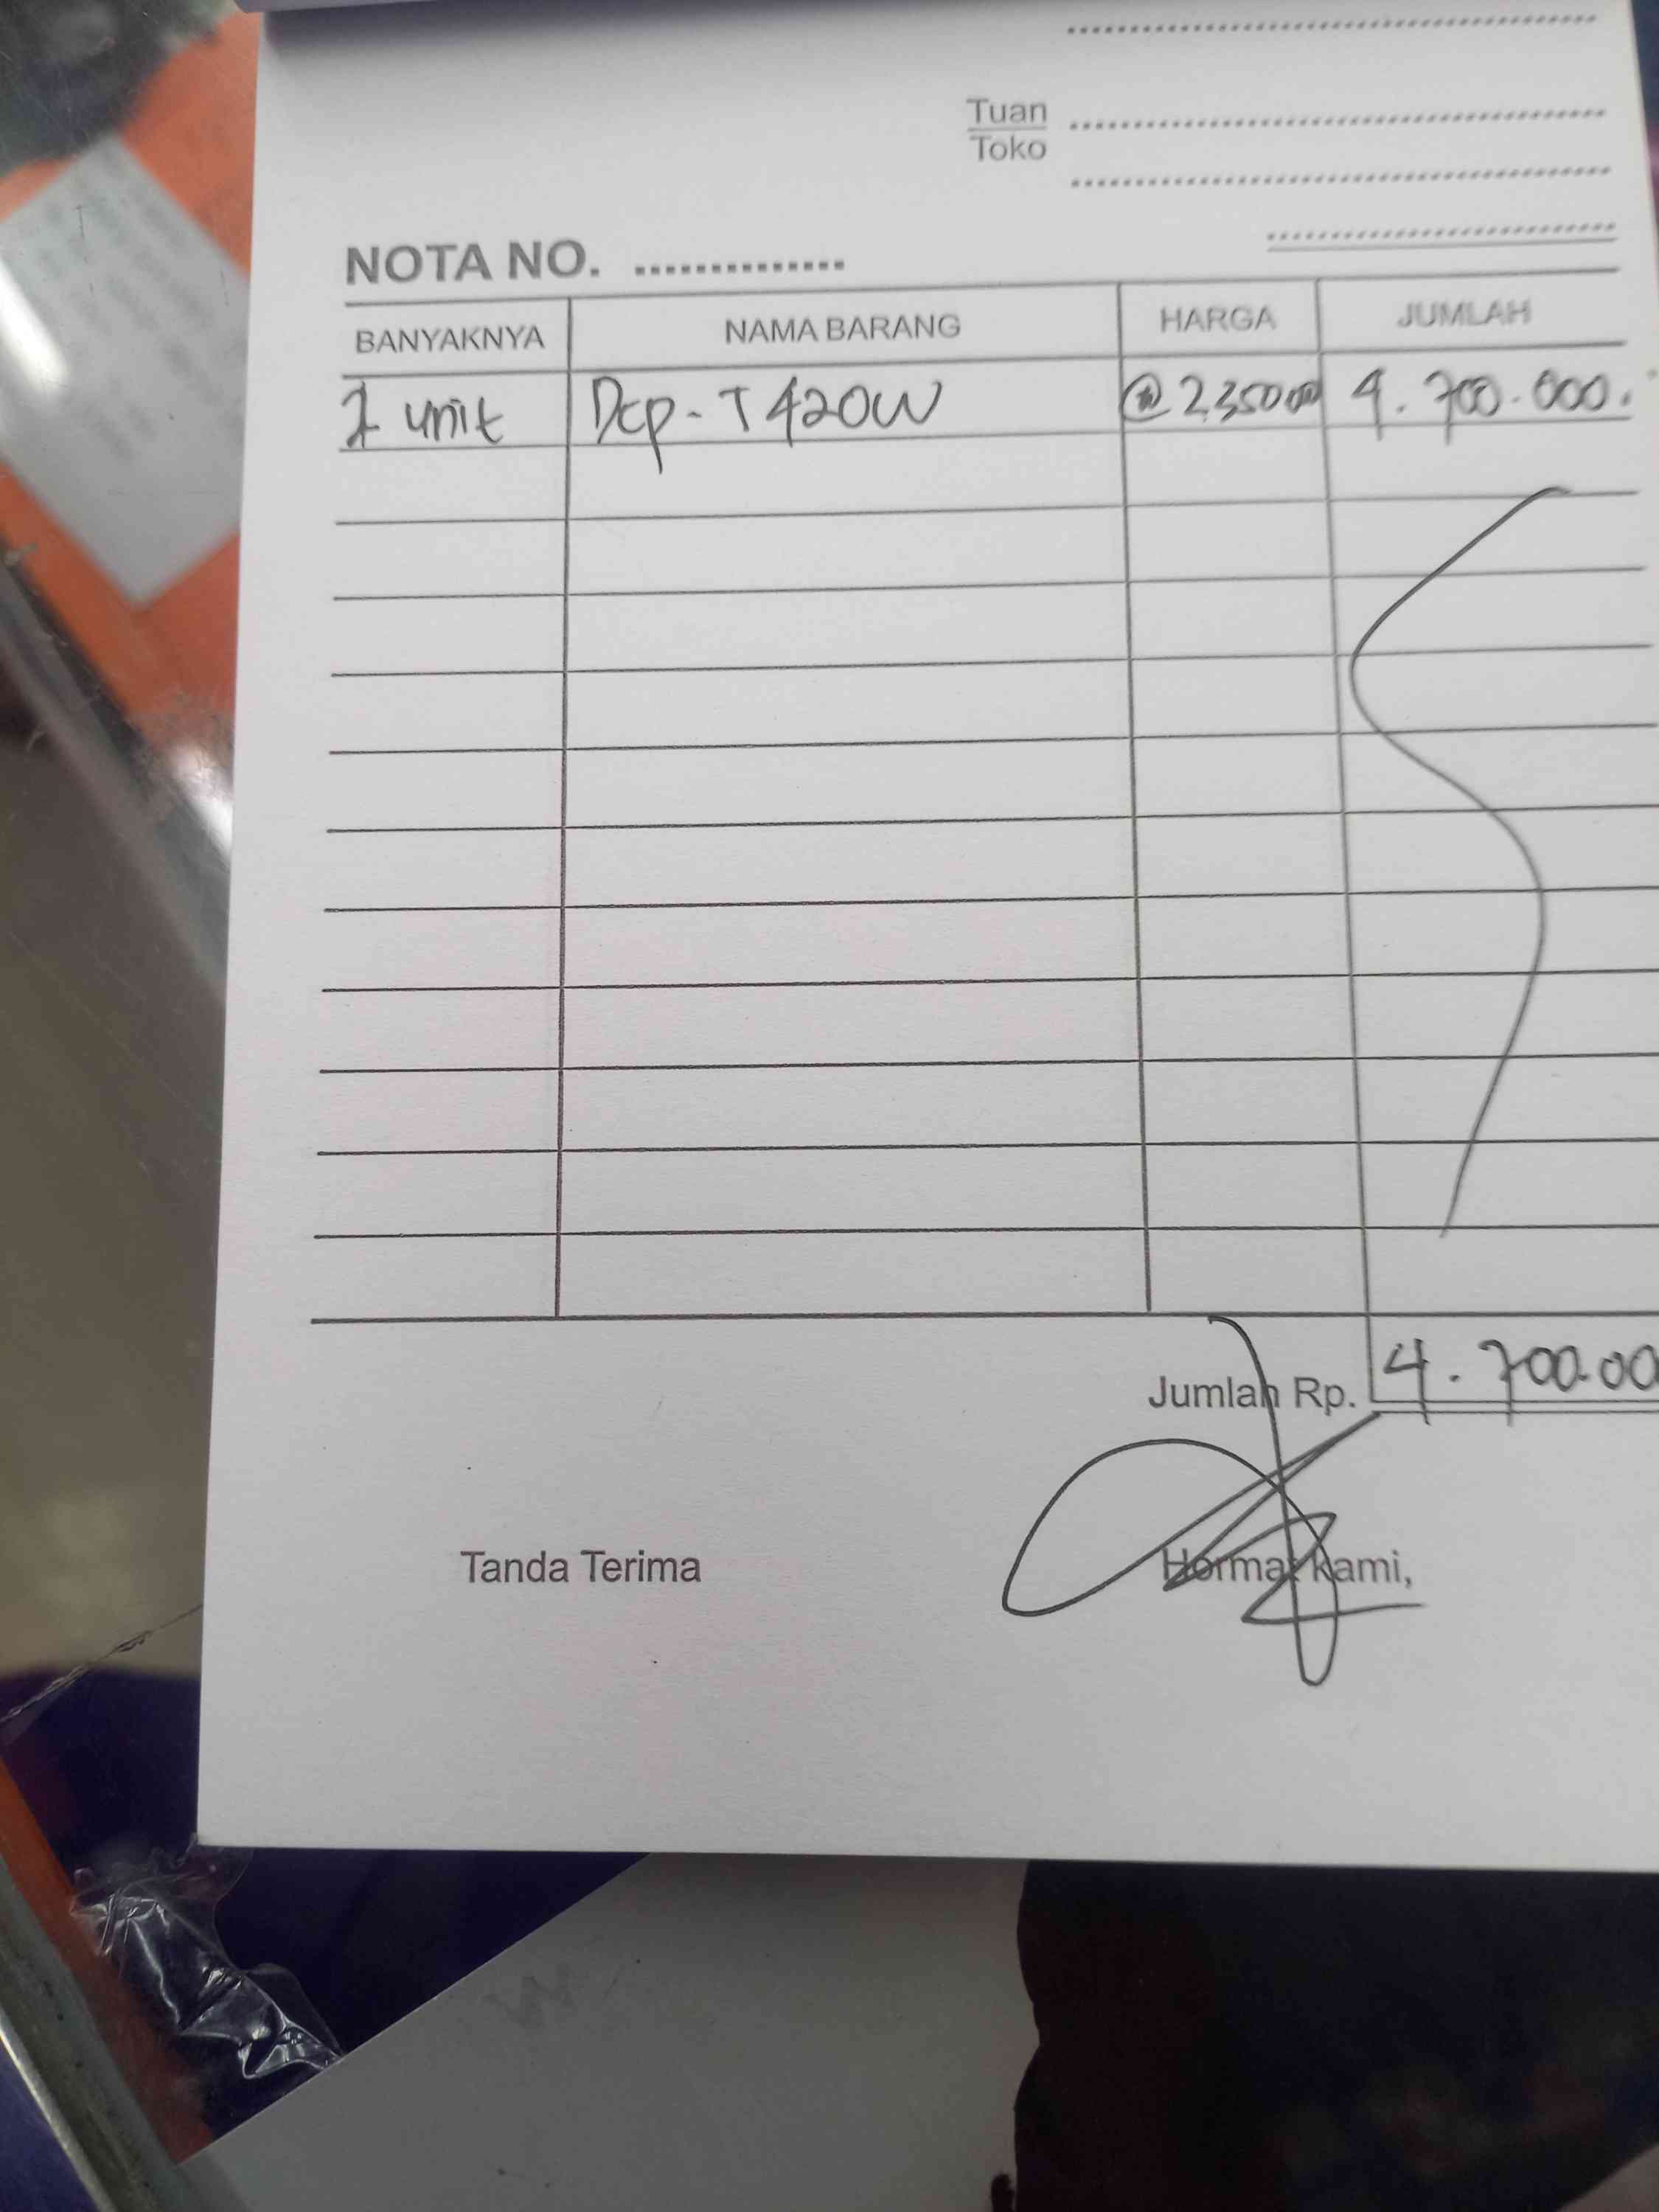 Tuan
Toko
NOTA NO.
BANYAKNYA NAMA BARANG HARGA JUMLAH
2 unit Dcp-T420W @ 2.350.000 4.700.000.
Jumlah Rp. 4.700.00
Tanda Terima Hormat kami,